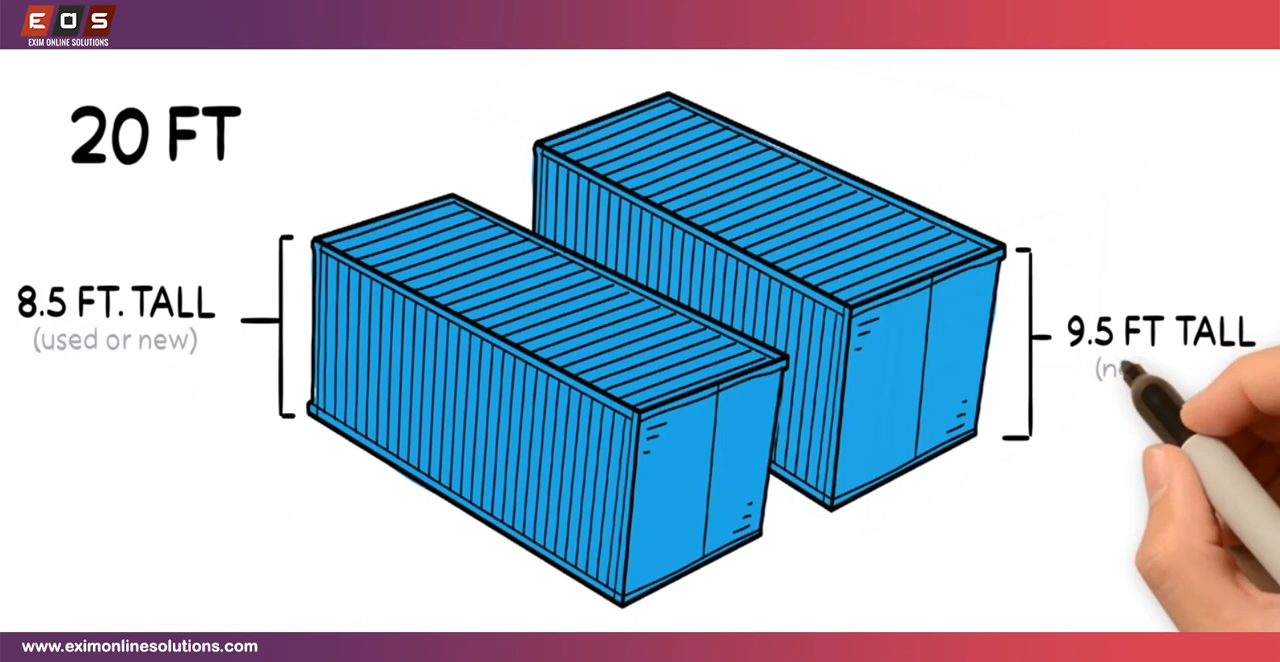 EOS
EXIM ONLINE SOLUTIONS
20 FT
8.5 FT. TALL
(used or new)
9.5 FT TALL
www.eximonlinesolutions.com